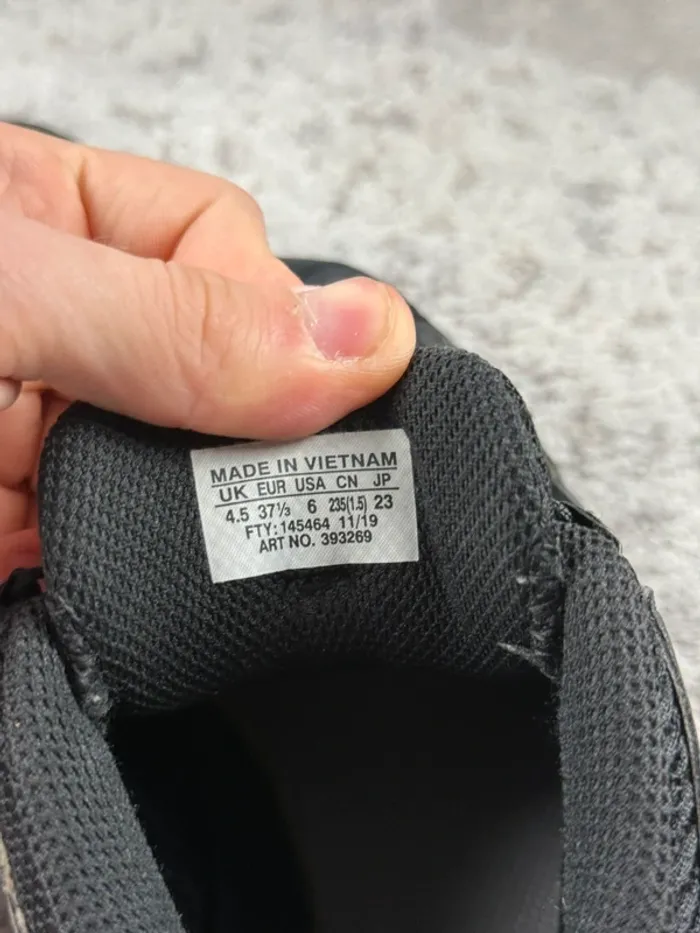 MADE IN VIETNAM
UK EUR USA CN JP
4.5 37⅓ 6 235(1.5) 23
FTY: 145464 11/19
ART NO. 393269